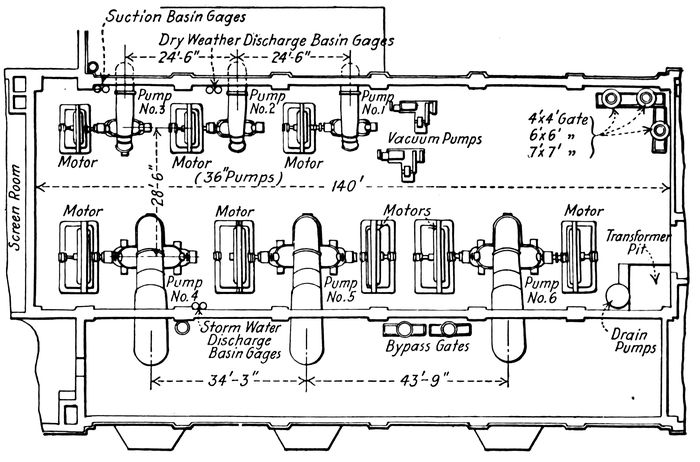 Suction Basin Gages
Dry Weather Discharge Basin Gages
24'-6" 24'-6"
Pump
No.3
Pump
No.2
Pump
No.1
4'x4' Gate
6'x6' "
7'x7' "
Motor
Motor
Motor
Vacuum Pumps
(36" Pumps)
140'
28'-6"
Screen Room
Motor
Motor
Motors
Motor
Transformer
Pit
Pump
No.4
Pump
No.5
Pump
No.6
Storm Water
Discharge
Basin Gages
Bypass Gates
Drain
Pumps
34'-3"
43'-9"